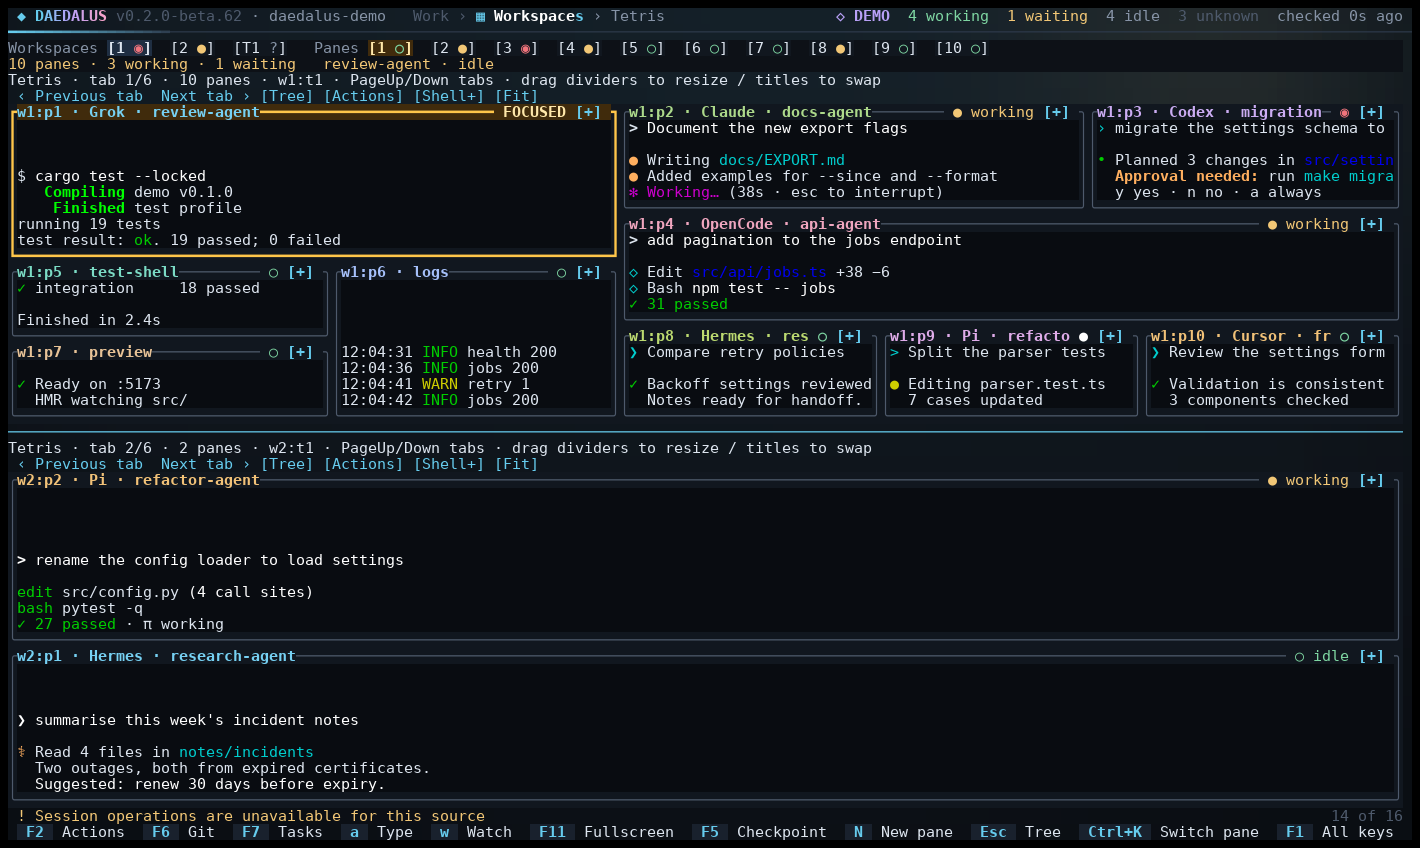 ◆ DAEDALUS v0.2.0-beta.62 · daedalus-demo   Work › ▦ Workspaces › Tetris   ◇ DEMO  4 working  1 waiting  4 idle  3 unknown  checked 0s ago
Workspaces [1 ◉]  [2 ●]  [T1 ?]   Panes [1 ○]  [2 ●]  [3 ◉]  [4 ●]  [5 ○]  [6 ○]  [7 ○]  [8 ●]  [9 ○]  [10 ○]
10 panes · 3 working · 1 waiting   review-agent · idle
Tetris · tab 1/6 · 10 panes · w1:t1 · PageUp/Down tabs · drag dividers to resize / titles to swap
‹ Previous tab  Next tab › [Tree] [Actions] [Shell+] [Fit]
w1:p1 · Grok · review-agent FOCUSED [+]
$ cargo test --locked
Compiling demo v0.1.0
Finished test profile
running 19 tests
test result: ok. 19 passed; 0 failed
w1:p2 · Claude · docs-agent ● working [+]
> Document the new export flags
● Writing docs/EXPORT.md
● Added examples for --since and --format
✻ Working… (38s · esc to interrupt)
w1:p3 · Codex · migration ◉ [+]
› migrate the settings schema to
• Planned 3 changes in src/settin
Approval needed: run make migra
y yes · n no · a always
w1:p4 · OpenCode · api-agent ● working [+]
> add pagination to the jobs endpoint
◇ Edit src/api/jobs.ts +38 −6
◇ Bash npm test -- jobs
✓ 31 passed
w1:p5 · test-shell ○ [+]
✓ integration     18 passed
Finished in 2.4s
w1:p6 · logs ○ [+]
12:04:31 INFO health 200
12:04:36 INFO jobs 200
12:04:41 WARN retry 1
12:04:42 INFO jobs 200
w1:p7 · preview ○ [+]
✓ Ready on :5173
HMR watching src/
w1:p8 · Hermes · res ○ [+]
❯ Compare retry policies
✓ Backoff settings reviewed
Notes ready for handoff.
w1:p9 · Pi · refacto ● [+]
> Split the parser tests
● Editing parser.test.ts
7 cases updated
w1:p10 · Cursor · fr ○ [+]
❯ Review the settings form
✓ Validation is consistent
3 components checked
Tetris · tab 2/6 · 2 panes · w2:t1 · PageUp/Down tabs · drag dividers to resize / titles to swap
‹ Previous tab  Next tab › [Tree] [Actions] [Shell+] [Fit]
w2:p2 · Pi · refactor-agent ● working [+]
> rename the config loader to load settings
edit src/config.py (4 call sites)
bash pytest -q
✓ 27 passed · π working
w2:p1 · Hermes · research-agent ○ idle [+]
❯ summarise this week's incident notes
⚕ Read 4 files in notes/incidents
Two outages, both from expired certificates.
Suggested: renew 30 days before expiry.
! Session operations are unavailable for this source   14 of 16
F2 Actions  F6 Git  F7 Tasks  a Type  w Watch  F11 Fullscreen  F5 Checkpoint  N New pane  Esc Tree  Ctrl+K Switch pane  F1 All keys